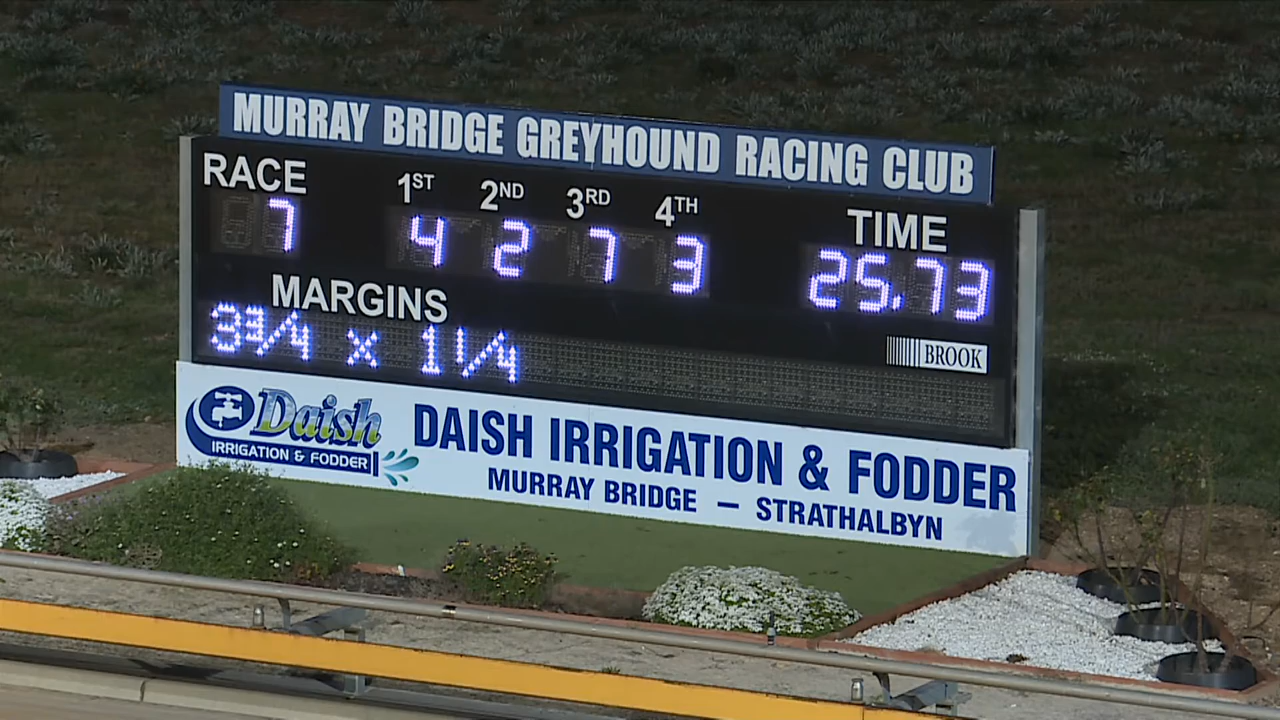 MURRAY BRIDGE GREYHOUND RACING CLUB
RACE 1ST 2ND 3RD 4TH TIME
7 4 2 7 3 25.73
MARGINS
3¾ x 1¼
BROOK
Daish
IRRIGATION & FODDER
DAISH IRRIGATION & FODDER
MURRAY BRIDGE — STRATHALBYN